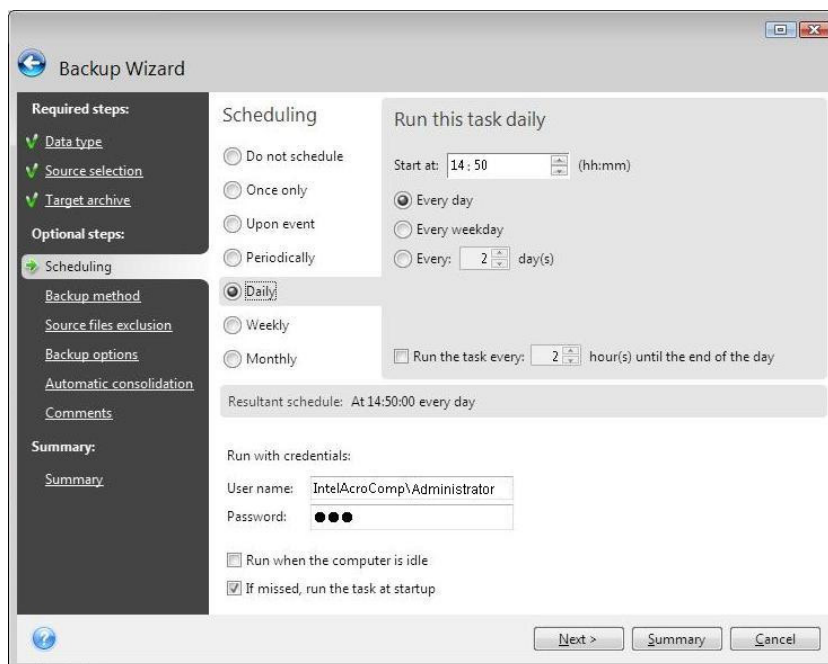 Backup Wizard
Required steps:
Data type
Source selection
Target archive
Optional steps:
Scheduling
Backup method
Source files exclusion
Backup options
Automatic consolidation
Comments
Summary:
Summary
Scheduling
Do not schedule
Once only
Upon event
Periodically
Daily
Weekly
Monthly
Run this task daily
Start at: 14 : 50 (hh:mm)
Every day
Every weekday
Every: 2 day(s)
Run the task every: 2 hour(s) until the end of the day
Resultant schedule: At 14:50:00 every day
Run with credentials:
User name: IntelAcroComp\Administrator
Password: ●●●
Run when the computer is idle
If missed, run the task at startup
Next >
Summary
Cancel